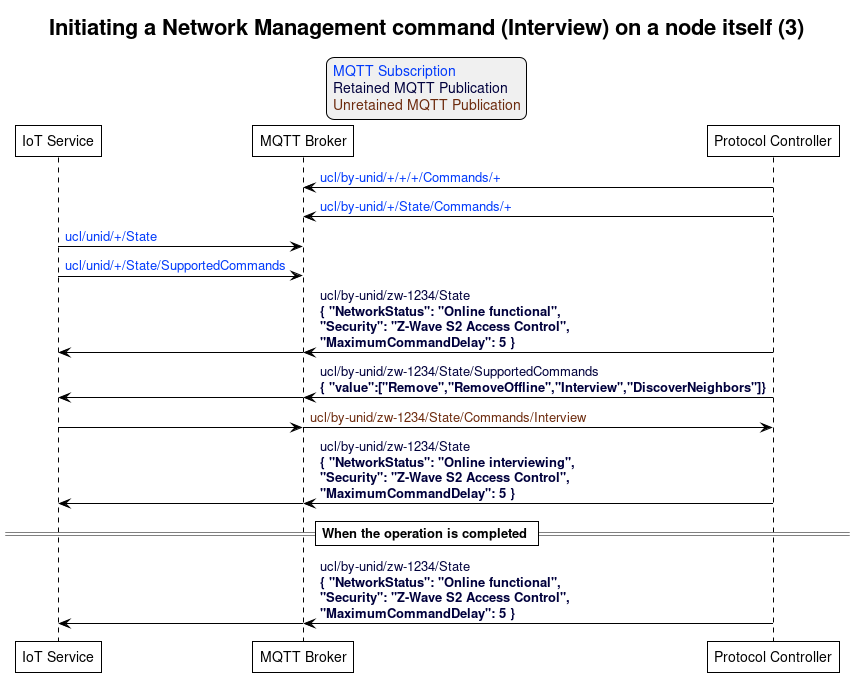 Initiating a Network Management command (Interview) on a node itself (3)
MQTT Subscription
Retained MQTT Publication
Unretained MQTT Publication
IoT Service
MQTT Broker
Protocol Controller
ucl/by-unid/+/+/+/Commands/+
ucl/by-unid/+/State/Commands/+
ucl/unid/+/State
ucl/unid/+/State/SupportedCommands
ucl/by-unid/zw-1234/State
{ "NetworkStatus": "Online functional",
"Security": "Z-Wave S2 Access Control",
"MaximumCommandDelay": 5 }
ucl/by-unid/zw-1234/State/SupportedCommands
{ "value":["Remove","RemoveOffline","Interview","DiscoverNeighbors"]}
ucl/by-unid/zw-1234/State/Commands/Interview
ucl/by-unid/zw-1234/State
{ "NetworkStatus": "Online interviewing",
"Security": "Z-Wave S2 Access Control",
"MaximumCommandDelay": 5 }
When the operation is completed
ucl/by-unid/zw-1234/State
{ "NetworkStatus": "Online functional",
"Security": "Z-Wave S2 Access Control",
"MaximumCommandDelay": 5 }
IoT Service
MQTT Broker
Protocol Controller